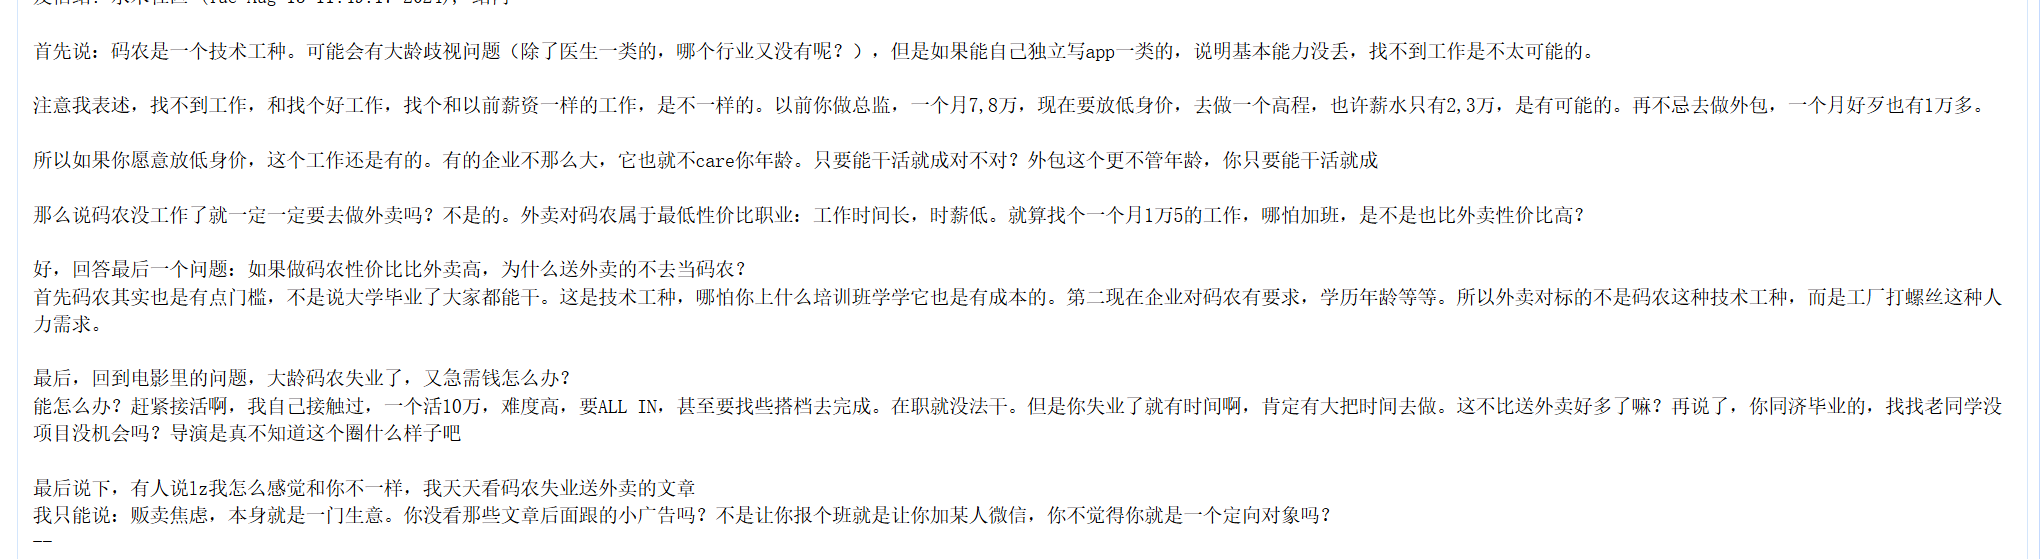 首先说：码农是一个技术工种。可能会有大龄歧视问题（除了医生一类的，哪个行业又没有呢？），但是如果能自己独立写app一类的，说明基本能力没丢，找不到工作是不太可能的。
注意我表述，找不到工作，和找个好工作，找个和以前薪资一样的工作，是不一样的。以前你做总监，一个月7,8万，现在要放低身价，去做一个高程，也许薪水只有2,3万，是有可能的。再不忌去做外包，一个月好歹也有1万多。
所以如果你愿意放低身价，这个工作还是有的。有的企业不那么大，它也就不care你年龄。只要能干活就成对不对？外包这个更不管年龄，你只要能干活就成
那么说码农没工作了就一定一定要去做外卖吗？不是的。外卖对码农属于最低性价比职业：工作时间长，时薪低。就算找个一个月1万5的工作，哪怕加班，是不是也比外卖性价比高？
好，回答最后一个问题：如果做码农性价比比外卖高，为什么送外卖的不去当码农？
首先码农其实也是有点门槛，不是说大学毕业了大家都能干。这是技术工种，哪怕你上什么培训班学学它也是有成本的。第二现在企业对码农有要求，学历年龄等等。所以外卖对标的不是码农这种技术工种，而是工厂打螺丝这种人
力需求。
最后，回到电影里的问题，大龄码农失业了，又急需钱怎么办？
能怎么办？赶紧接活啊，我自己接触过，一个活10万，难度高，要ALL IN，甚至要找些搭档去完成。在职就没法干。但是你失业了就有时间啊，肯定有大把时间去做。这不比送外卖好多了嘛？再说了，你同济毕业的，找找老同学没
项目没机会吗？导演是真不知道这个圈什么样子吧
最后说下，有人说lz我怎么感觉和你不一样，我天天看码农失业送外卖的文章
我只能说：贩卖焦虑，本身就是一门生意。你没看那些文章后面跟的小广告吗？不是让你报个班就是让你加某人微信，你不觉得你就是一个定向对象吗？
--